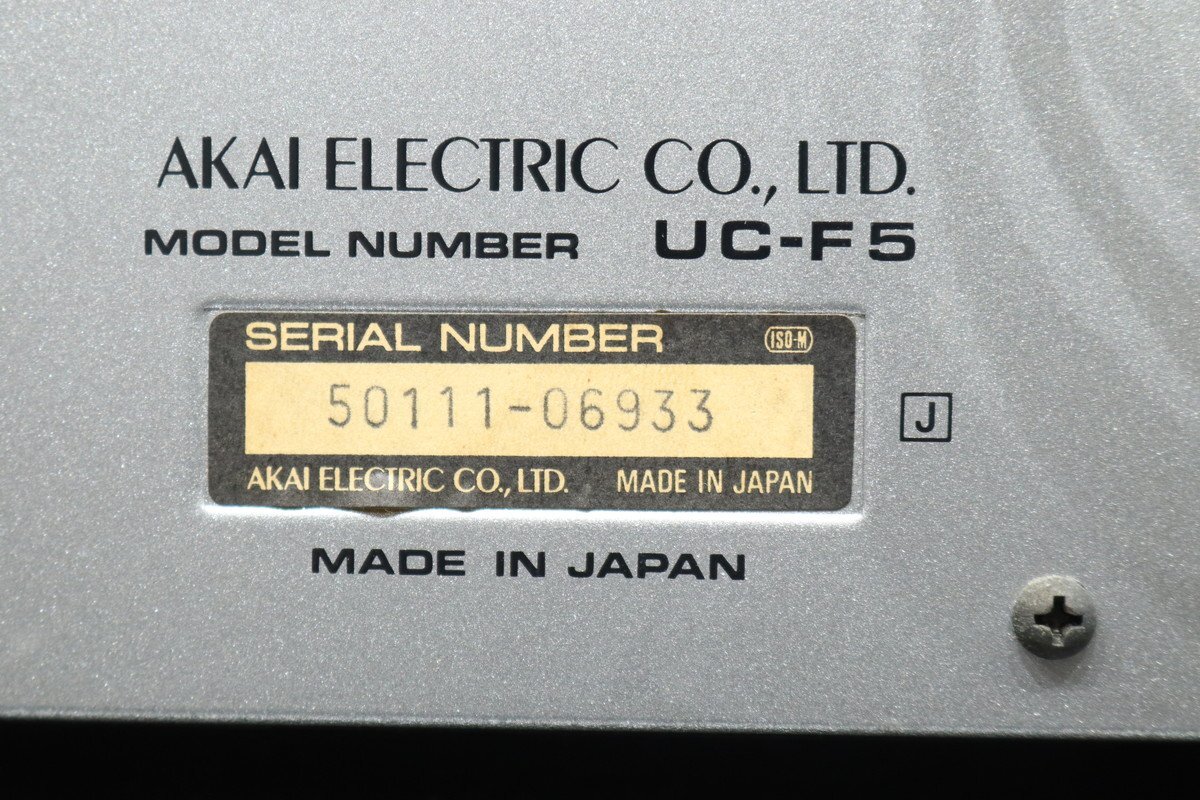 AKAI ELECTRIC CO., LTD.
MODEL NUMBER UC-F5
SERIAL NUMBER ISO-M
50111-06933
J
AKAI ELECTRIC CO., LTD. MADE IN JAPAN
MADE IN JAPAN